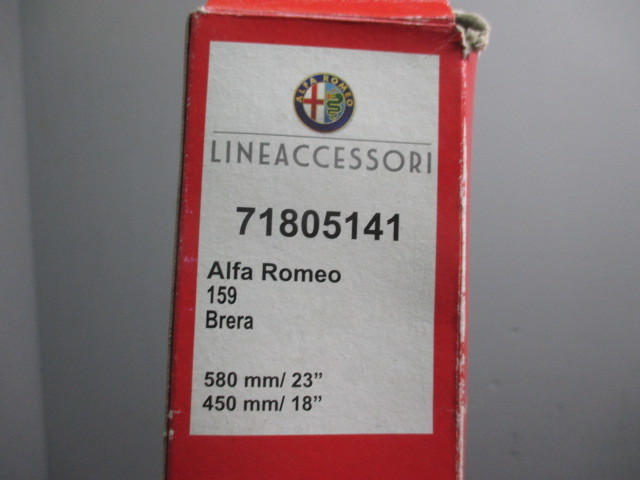 ALFA ROMEO
LINEACCESSORI
71805141
Alfa Romeo
159
Brera
580 mm/ 23”
450 mm/ 18”